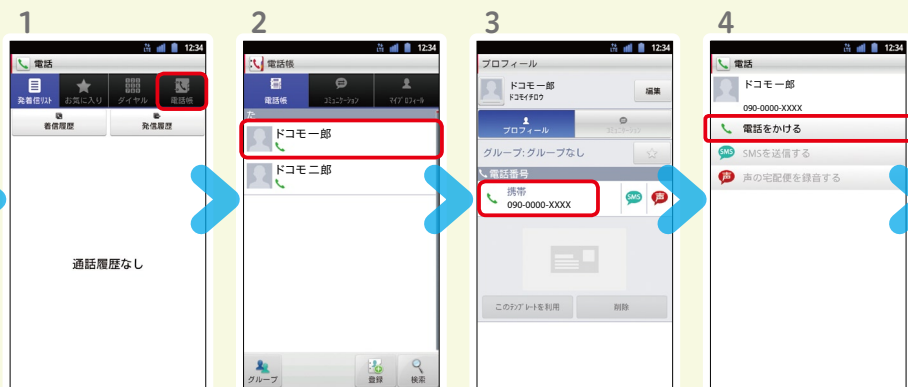 1
12:34
電話
発着信リスト お気に入り ダイヤル 電話帳
着信履歴 発信履歴
通話履歴なし
2
12:34
電話帳
電話帳 コミュニケーション マイプロフィール
た
ドコモ一郎
ドコモ二郎
グループ 登録 検索
3
12:34
プロフィール
ドコモ一郎
ドコモイチロウ
編集
プロフィール コミュニケーション
グループ:グループなし
電話番号
携帯
090-0000-XXXX
SMS 声
このテンプレートを利用 削除
4
12:34
電話
ドコモ一郎
090-0000-XXXX
電話をかける
SMS SMSを送信する
声 声の宅配便を録音する